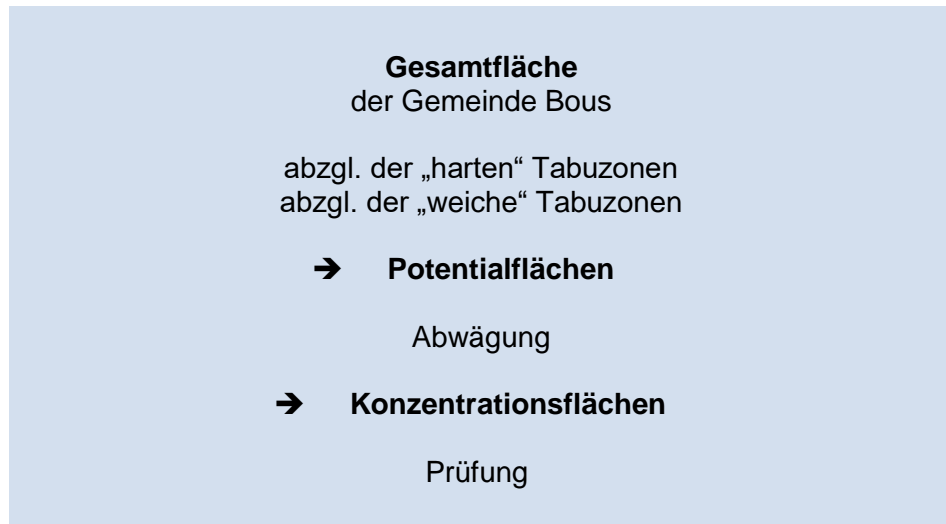 Gesamtfläche
der Gemeinde Bous
abzgl. der „harten“ Tabuzonen
abzgl. der „weiche“ Tabuzonen
➔ Potentialflächen
Abwägung
➔ Konzentrationsflächen
Prüfung